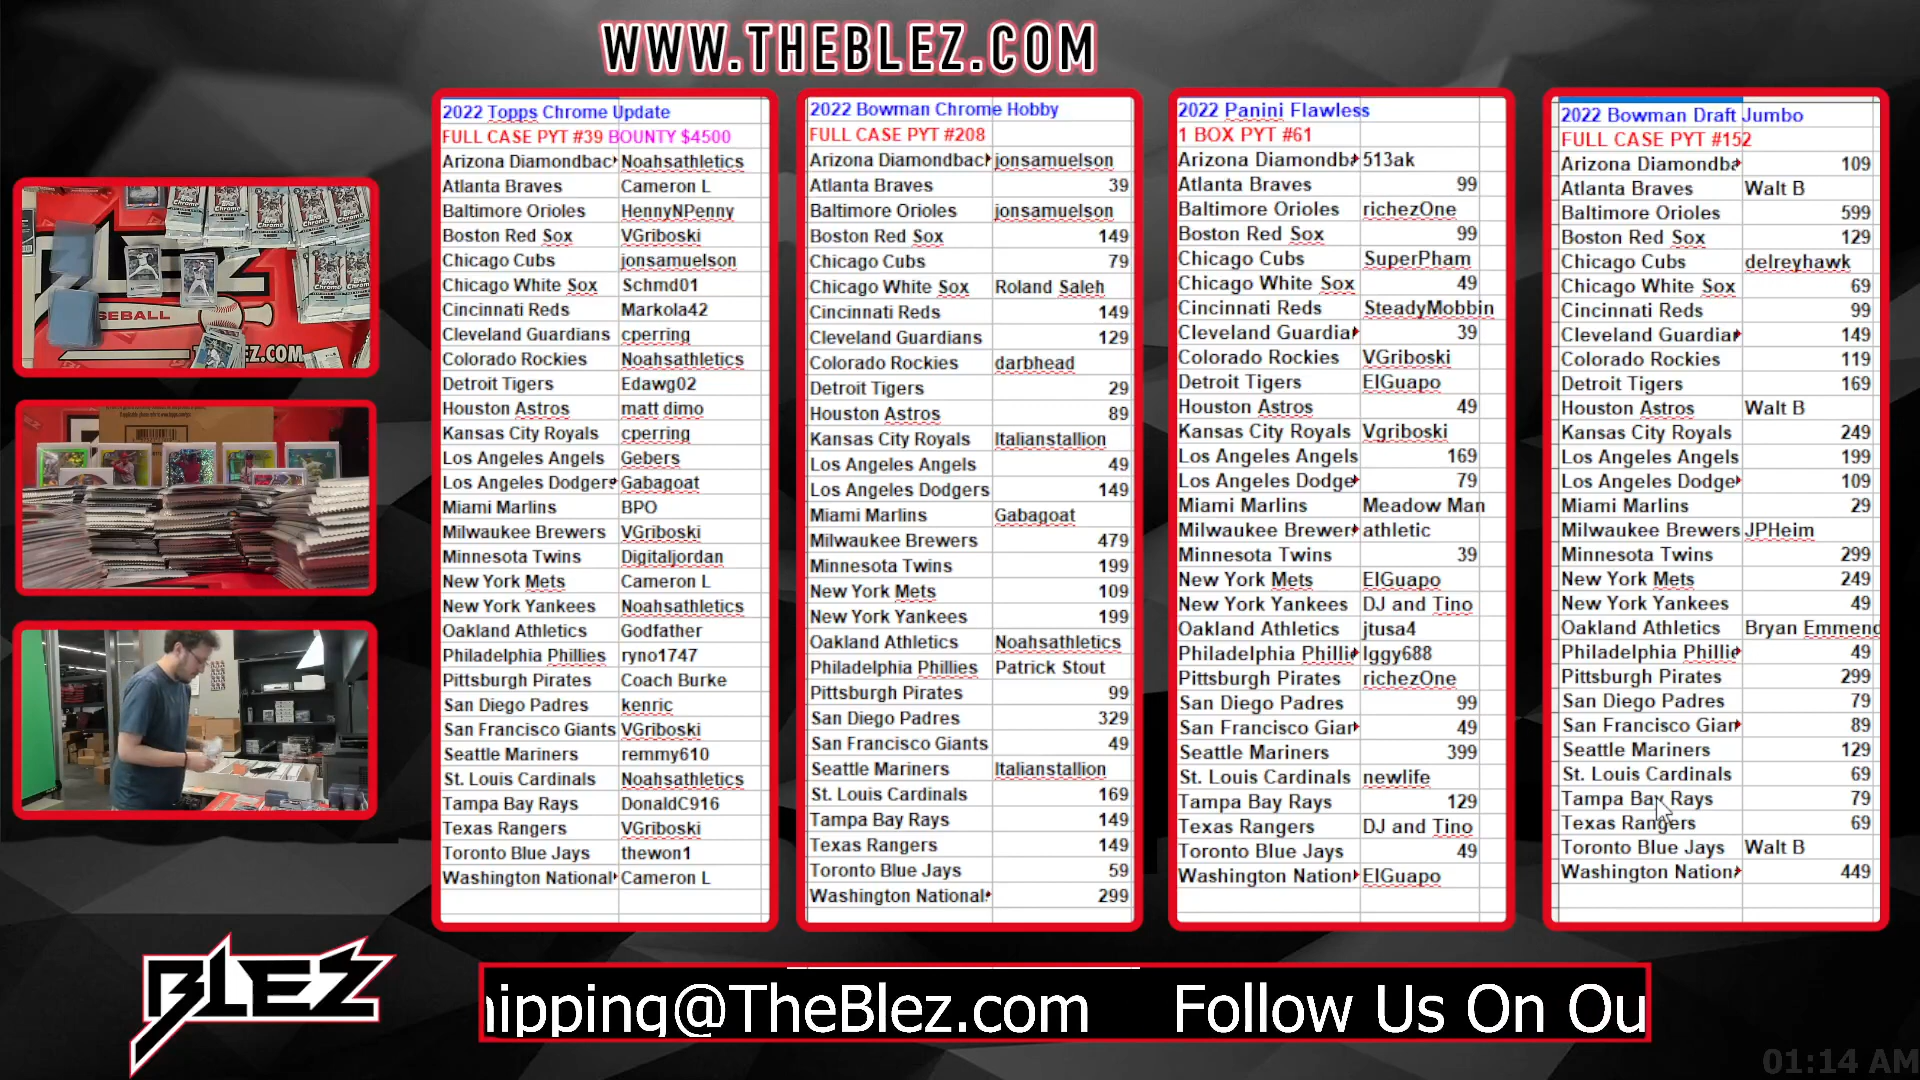 WWW.THEBLEZ.COM
2022 Topps Chrome Update
FULL CASE PYT #39 BOUNTY $4500
Arizona Diamondbac Noahsathletics
Atlanta Braves Cameron L
Baltimore Orioles HennyNPenny
Boston Red Sox VGriboski
Chicago Cubs jonsamuelson
Chicago White Sox Schmd01
Cincinnati Reds Markola42
Cleveland Guardians cperring
Colorado Rockies Noahsathletics
Detroit Tigers Edawg02
Houston Astros matt dimo
Kansas City Royals cperring
Los Angeles Angels Gebers
Los Angeles Dodgers Gabagoat
Miami Marlins BPO
Milwaukee Brewers VGriboski
Minnesota Twins Digitaljordan
New York Mets Cameron L
New York Yankees Noahsathletics
Oakland Athletics Godfather
Philadelphia Phillies ryno1747
Pittsburgh Pirates Coach Burke
San Diego Padres kenric
San Francisco Giants VGriboski
Seattle Mariners remmy610
St. Louis Cardinals Noahsathletics
Tampa Bay Rays DonaldC916
Texas Rangers VGriboski
Toronto Blue Jays thewon1
Washington National Cameron L
2022 Bowman Chrome Hobby
FULL CASE PYT #208
Arizona Diamondback jonsamuelson
Atlanta Braves 39
Baltimore Orioles jonsamuelson
Boston Red Sox 149
Chicago Cubs 79
Chicago White Sox Roland Saleh
Cincinnati Reds 149
Cleveland Guardians 129
Colorado Rockies darbhead
Detroit Tigers 29
Houston Astros 89
Kansas City Royals Italianstallion
Los Angeles Angels 49
Los Angeles Dodgers 149
Miami Marlins Gabagoat
Milwaukee Brewers 479
Minnesota Twins 199
New York Mets 109
New York Yankees 199
Oakland Athletics Noahsathletics
Philadelphia Phillies Patrick Stout
Pittsburgh Pirates 99
San Diego Padres 329
San Francisco Giants 49
Seattle Mariners Italianstallion
St. Louis Cardinals 169
Tampa Bay Rays 149
Texas Rangers 149
Toronto Blue Jays 59
Washington National 299
2022 Panini Flawless
1 BOX PYT #61
Arizona Diamondba 513ak
Atlanta Braves 99
Baltimore Orioles richezOne
Boston Red Sox 99
Chicago Cubs SuperPham
Chicago White Sox 49
Cincinnati Reds SteadyMobbin
Cleveland Guardia 39
Colorado Rockies VGriboski
Detroit Tigers ElGuapo
Houston Astros 49
Kansas City Royals Vgriboski
Los Angeles Angels 169
Los Angeles Dodge 79
Miami Marlins Meadow Man
Milwaukee Brewer athletic
Minnesota Twins 39
New York Mets ElGuapo
New York Yankees DJ and Tino
Oakland Athletics jtusa4
Philadelphia Phillie Iggy688
Pittsburgh Pirates richezOne
San Diego Padres 99
San Francisco Gian 49
Seattle Mariners 399
St. Louis Cardinals newlife
Tampa Bay Rays 129
Texas Rangers DJ and Tino
Toronto Blue Jays 49
Washington Nation ElGuapo
2022 Bowman Draft Jumbo
FULL CASE PYT #152
Arizona Diamondba 109
Atlanta Braves Walt B
Baltimore Orioles 599
Boston Red Sox 129
Chicago Cubs delreyhawk
Chicago White Sox 69
Cincinnati Reds 99
Cleveland Guardia 149
Colorado Rockies 119
Detroit Tigers 169
Houston Astros Walt B
Kansas City Royals 249
Los Angeles Angels 199
Los Angeles Dodge 109
Miami Marlins 29
Milwaukee Brewers JPHeim
Minnesota Twins 299
New York Mets 249
New York Yankees 49
Oakland Athletics Bryan Emmend
Philadelphia Phillie 49
Pittsburgh Pirates 299
San Diego Padres 79
San Francisco Gian 89
Seattle Mariners 129
St. Louis Cardinals 69
Tampa Bay Rays 79
Texas Rangers 69
Toronto Blue Jays Walt B
Washington Nation 449
SEBALL
EZ.COM
BLEZ
hipping@TheBlez.com Follow Us On Ou
01:14 AM